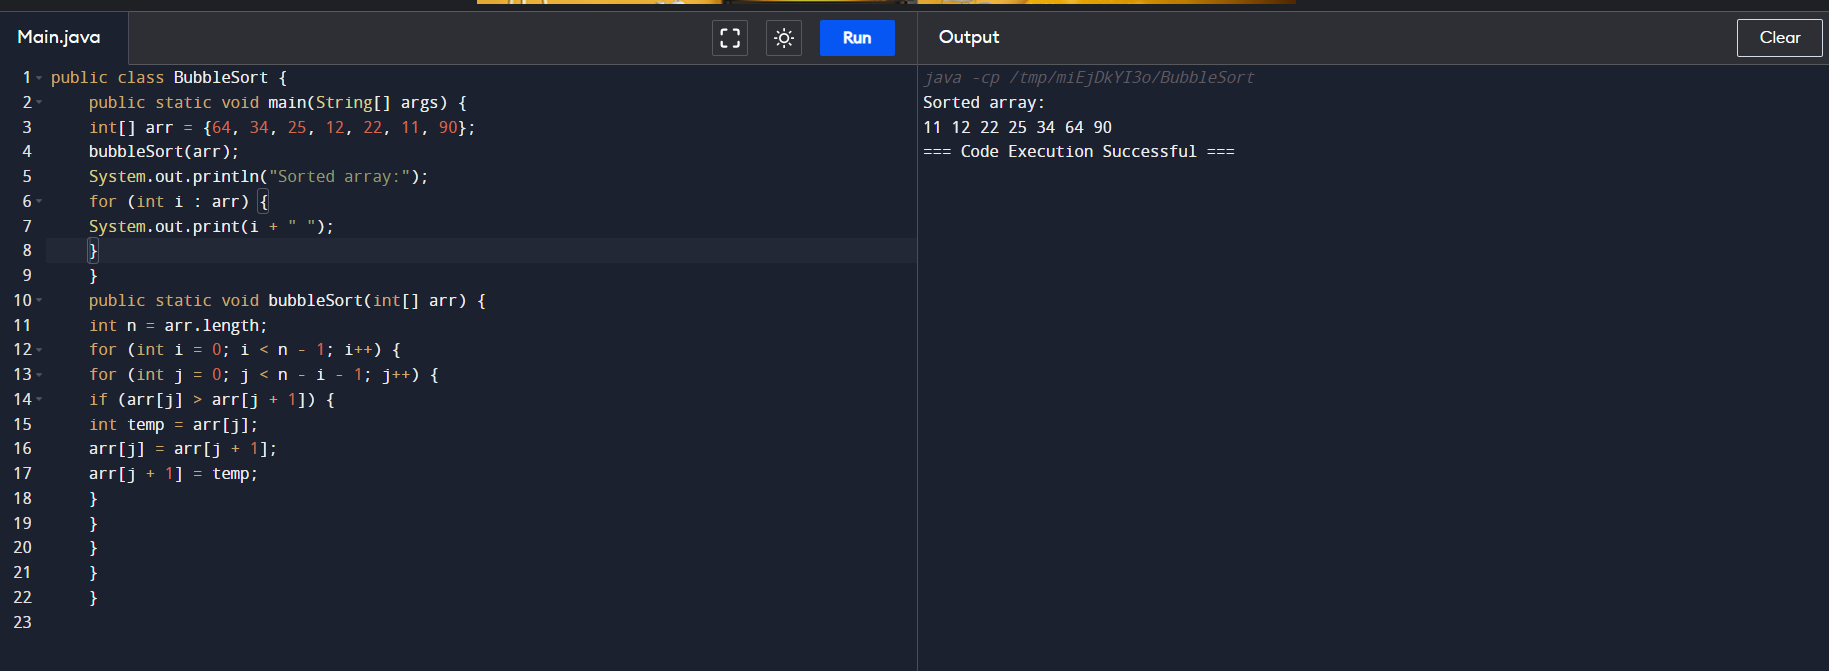 Main.java
Run
Output
Clear
1 public class BubbleSort {
2 public static void main(String[] args) {
3 int[] arr = {64, 34, 25, 12, 22, 11, 90};
4 bubbleSort(arr);
5 System.out.println("Sorted array:");
6 for (int i : arr) {
7 System.out.print(i + " ");
8 }
9 }
10 public static void bubbleSort(int[] arr) {
11 int n = arr.length;
12 for (int i = 0; i < n - 1; i++) {
13 for (int j = 0; j < n - i - 1; j++) {
14 if (arr[j] > arr[j + 1]) {
15 int temp = arr[j];
16 arr[j] = arr[j + 1];
17 arr[j + 1] = temp;
18 }
19 }
20 }
21 }
22 }
23
java -cp /tmp/miEjDkYI3o/BubbleSort
Sorted array:
11 12 22 25 34 64 90
=== Code Execution Successful ===